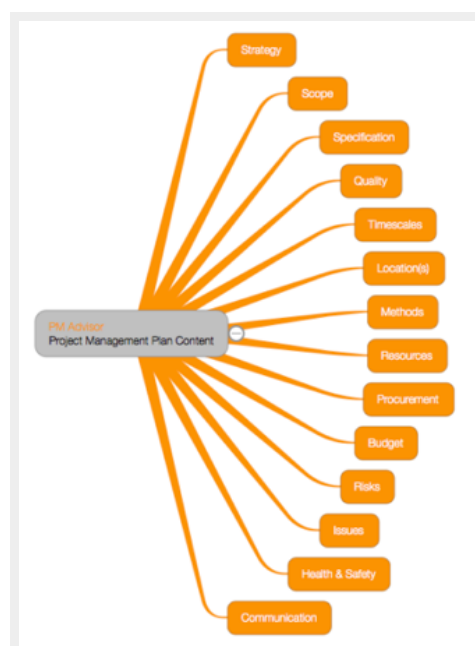 Strategy
Scope
Specification
Quality
Timescales
Location(s)
PM Advisor
Project Management Plan Content
Methods
Resources
Procurement
Budget
Risks
Issues
Health & Safety
Communication